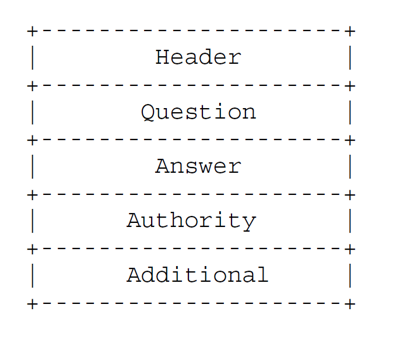 Header
Question
Answer
Authority
Additional